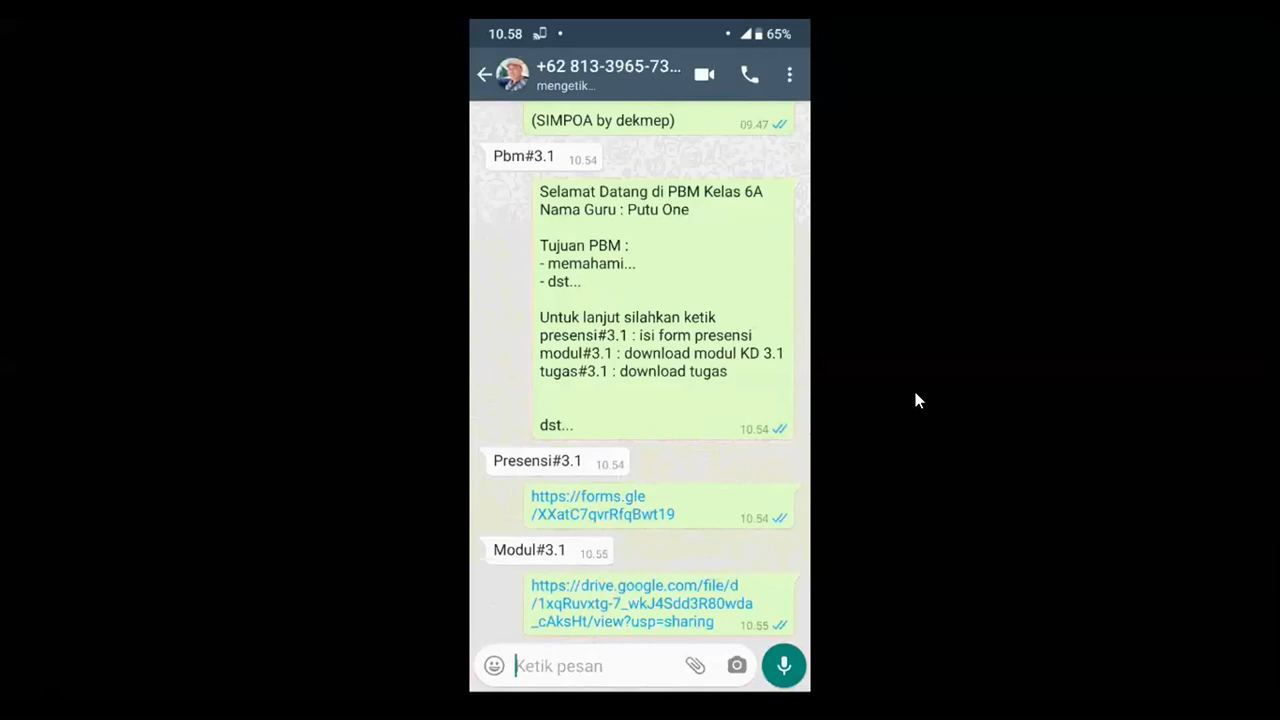 10.58
65%
+62 813-3965-73...
mengetik...
(SIMPOA by dekmep)
09.47
Pbm#3.1
10.54
Selamat Datang di PBM Kelas 6A
Nama Guru : Putu One
Tujuan PBM :
- memahami...
- dst...
Untuk lanjut silahkan ketik
presensi#3.1 : isi form presensi
modul#3.1 : download modul KD 3.1
tugas#3.1 : download tugas
dst...
10.54
Presensi#3.1
10.54
https://forms.gle
/XXatC7qvrRfqBwt19
10.54
Modul#3.1
10.55
https://drive.google.com/file/d
/1xqRuvxtg-7_wkJ4Sdd3R80wda
_cAksHt/view?usp=sharing
10.55
Ketik pesan